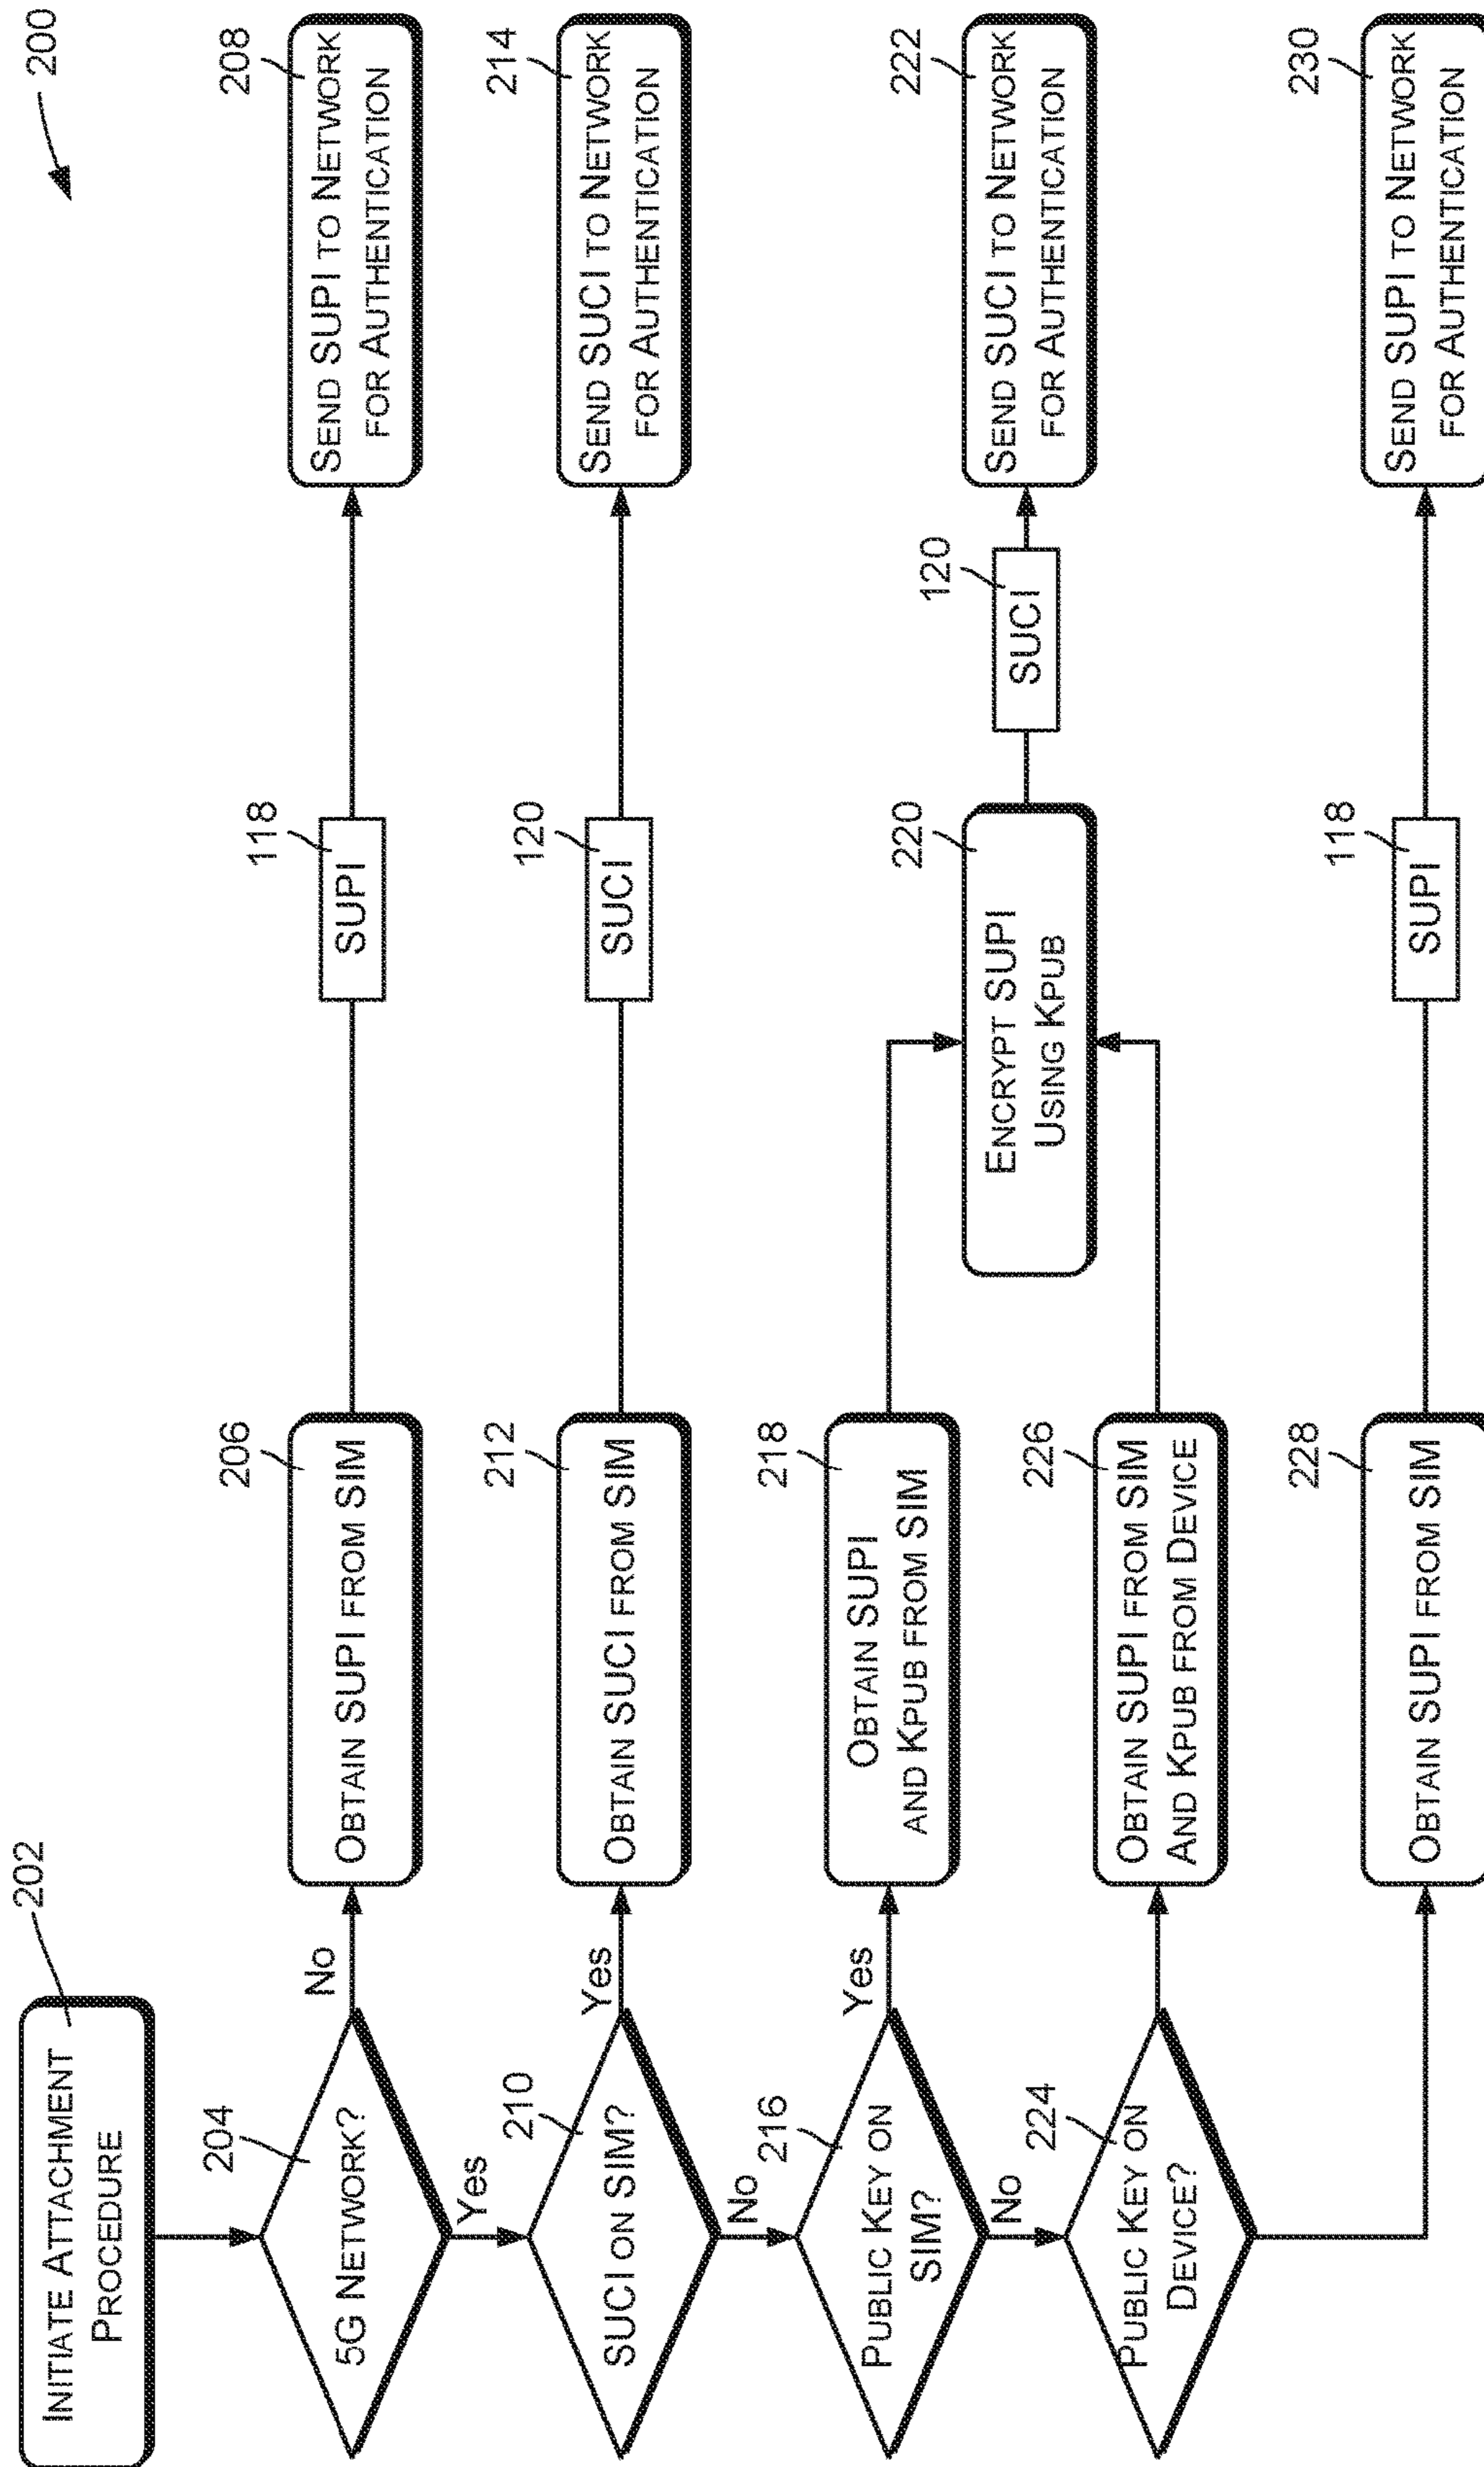 200
INITIATE ATTACHMENT
PROCEDURE
202
5G NETWORK?
204
No
Yes
OBTAIN SUPI FROM SIM
206
SUPI
118
SEND SUPI TO NETWORK
FOR AUTHENTICATION
208
SUCI ON SIM?
210
Yes
No
OBTAIN SUCI FROM SIM
212
SUCI
120
SEND SUCI TO NETWORK
FOR AUTHENTICATION
214
PUBLIC KEY ON
SIM?
216
Yes
No
OBTAIN SUPI
AND KPUB FROM SIM
218
ENCRYPT SUPI
USING KPUB
220
SUCI
120
SEND SUCI TO NETWORK
FOR AUTHENTICATION
222
PUBLIC KEY ON
DEVICE?
224
OBTAIN SUPI FROM SIM
AND KPUB FROM DEVICE
226
OBTAIN SUPI FROM SIM
228
SUPI
118
SEND SUPI TO NETWORK
FOR AUTHENTICATION
230